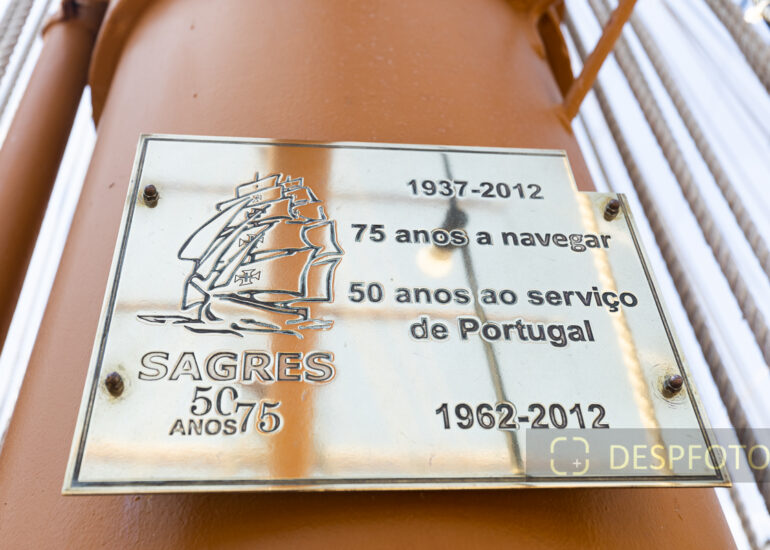 1937-2012
75 anos a navegar
50 anos ao serviço
de Portugal
SAGRES
50 75
ANOS
1962-2012
DESPFOTO